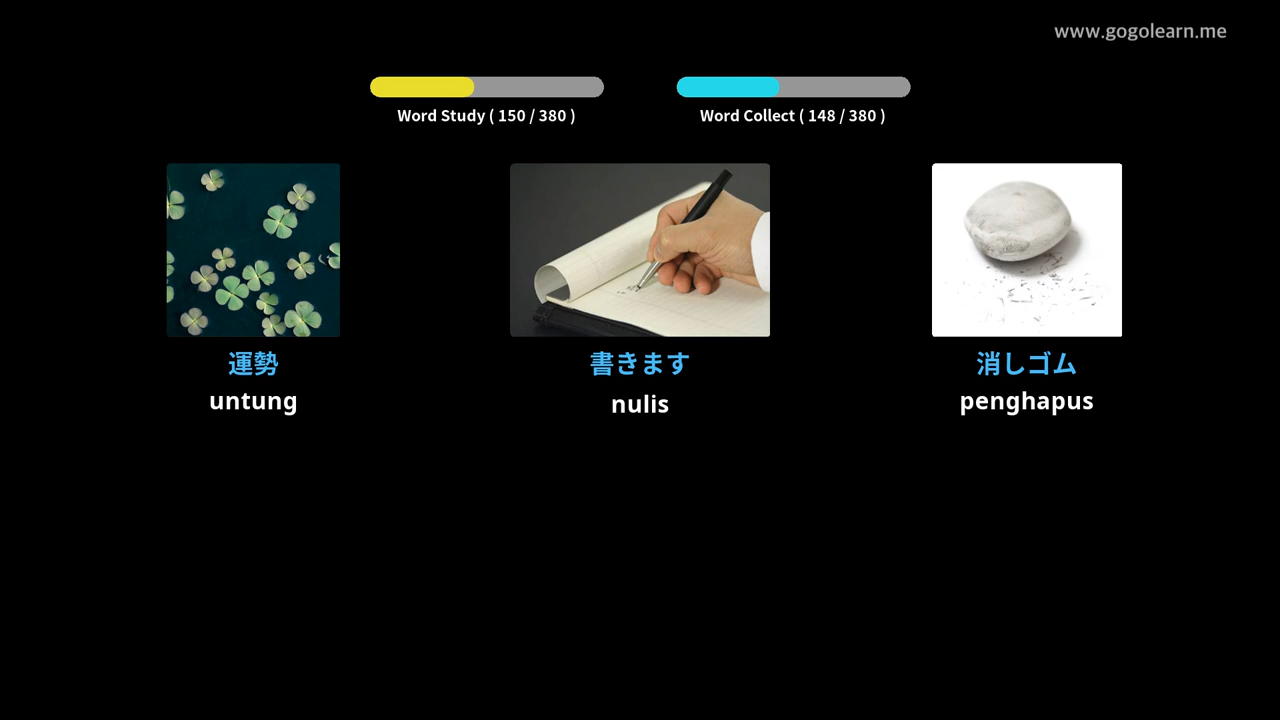 www.gogolearn.me
Word Study ( 150 / 380 )
Word Collect ( 148 / 380 )
運勢
untung
書きます
nulis
消しゴム
penghapus